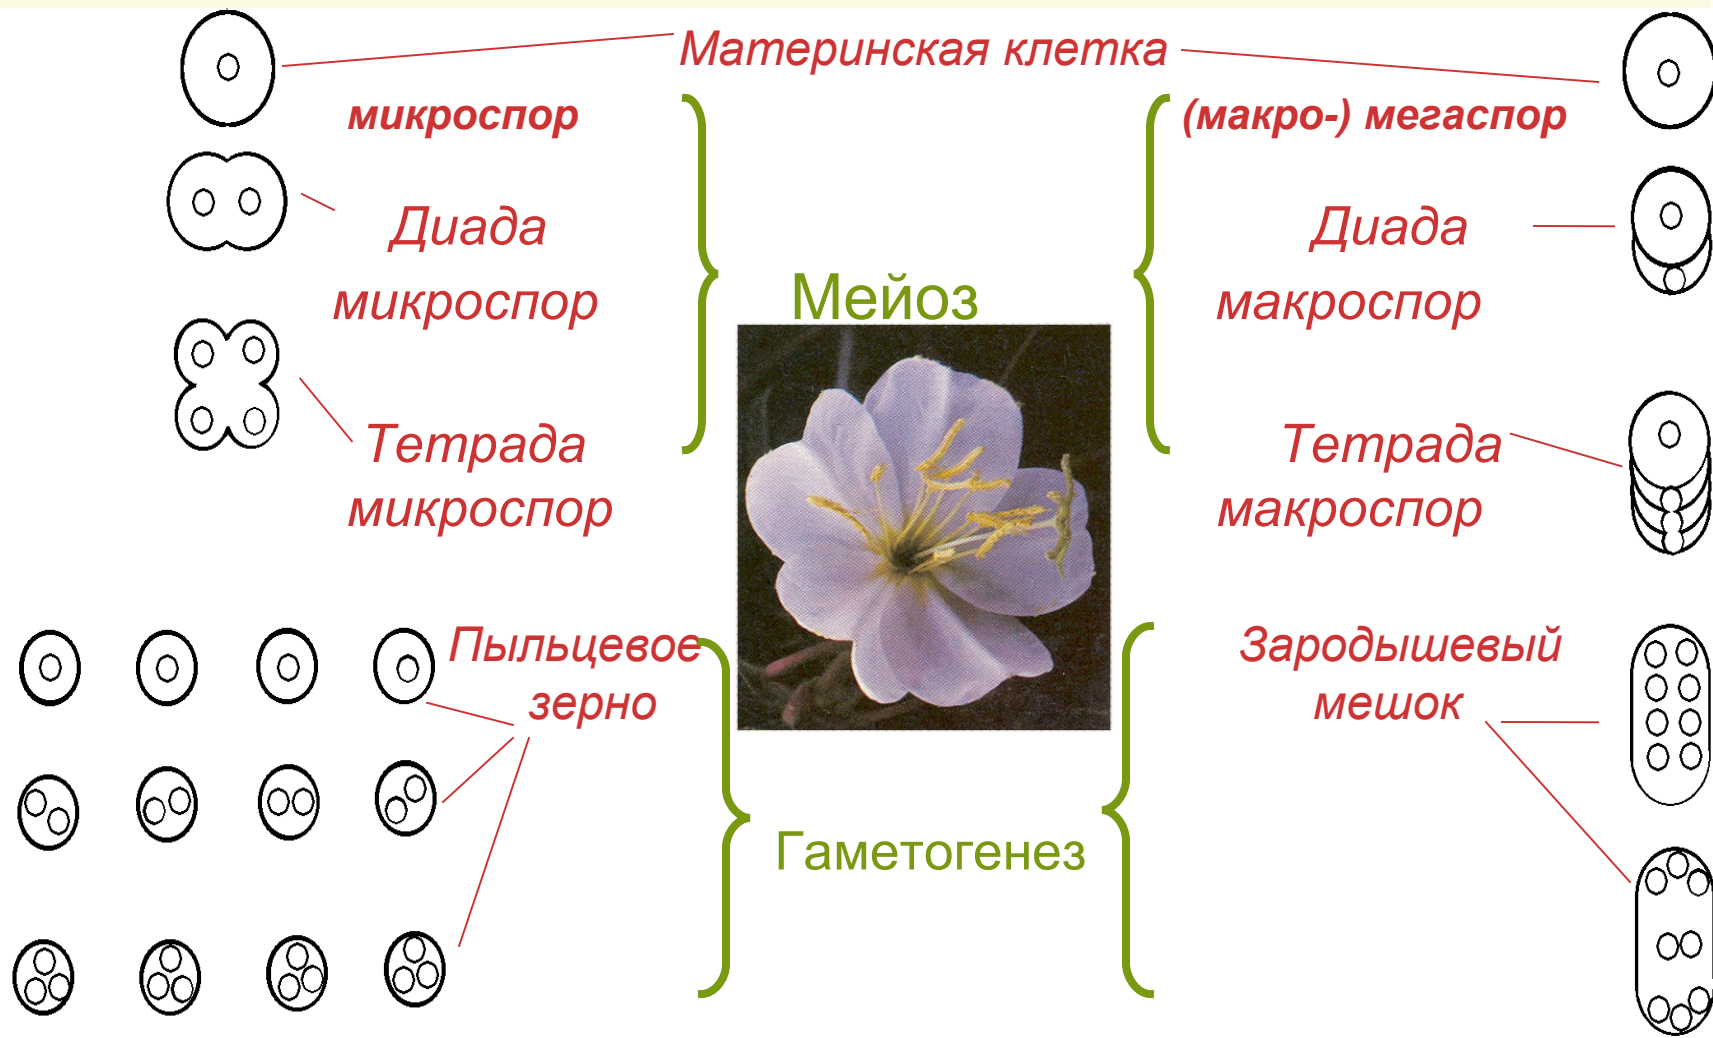 Материнская клетка
микроспор
(макро-) мегаспор
Диада
микроспор
Диада
макроспор
Мейоз
Тетрада
микроспор
Тетрада
макроспор
Пыльцевое
зерно
Зародышевый
мешок
Гаметогенез